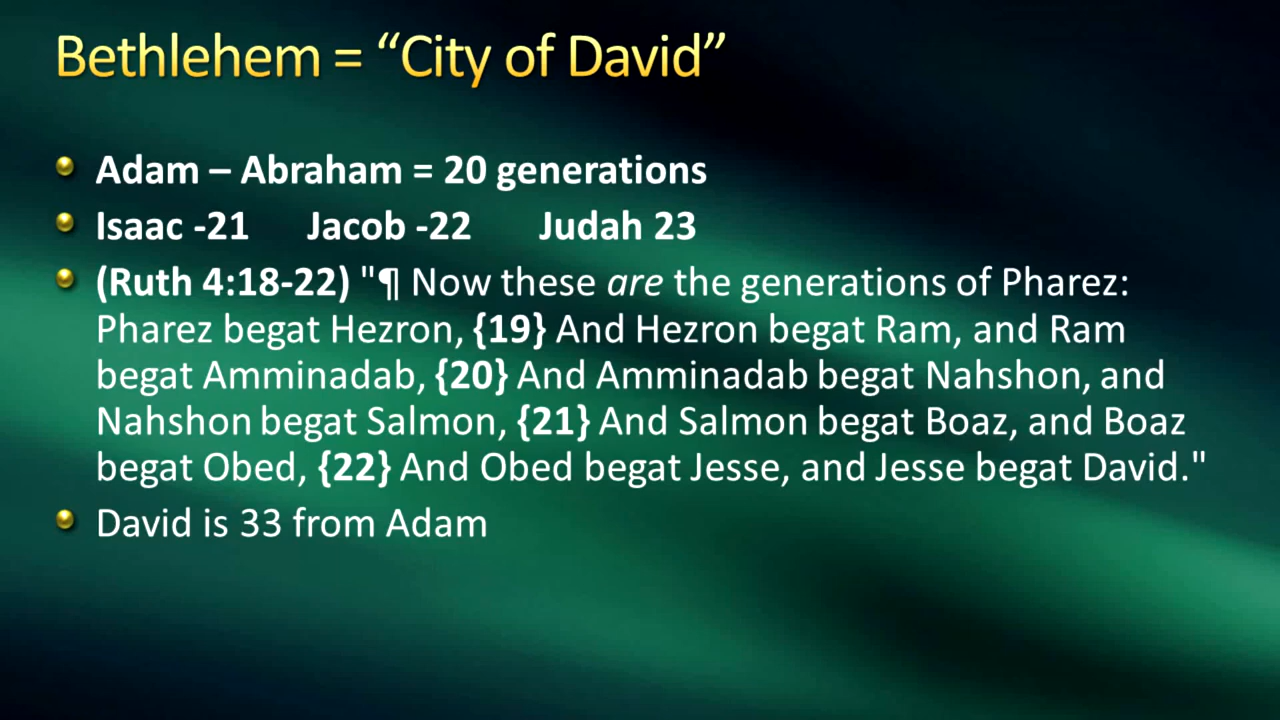 Bethlehem = “City of David”
Adam – Abraham = 20 generations
Isaac -21 Jacob -22 Judah 23
(Ruth 4:18-22) "¶ Now these are the generations of Pharez:
Pharez begat Hezron, {19} And Hezron begat Ram, and Ram
begat Amminadab, {20} And Amminadab begat Nahshon, and
Nahshon begat Salmon, {21} And Salmon begat Boaz, and Boaz
begat Obed, {22} And Obed begat Jesse, and Jesse begat David."
David is 33 from Adam